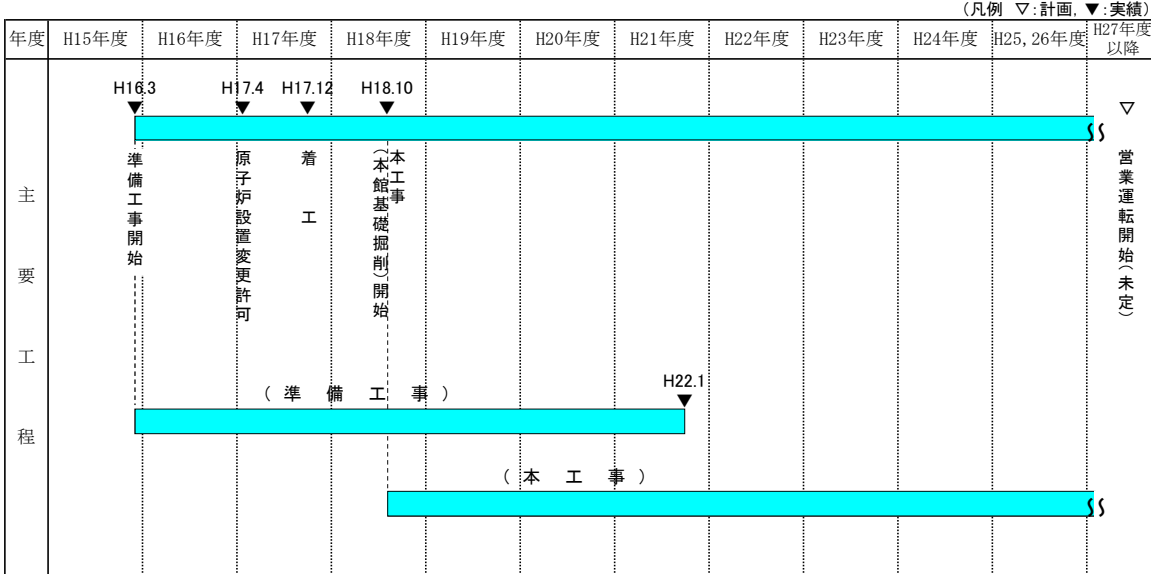 (凡例 ▽:計画, ▼:実績)
年度 H15年度 H16年度 H17年度 H18年度 H19年度 H20年度 H21年度 H22年度 H23年度 H24年度 H25,26年度 H27年度以降
主要工程
H16.3 H17.4 H17.12 H18.10
▼ ▼ ▼ ▼ ▽
準備工事開始
原子炉設置変更許可
着工
本工事
(本館基礎掘削)開始
営業運転開始(未定)
(準備工事)
H22.1
▼
(本工事)